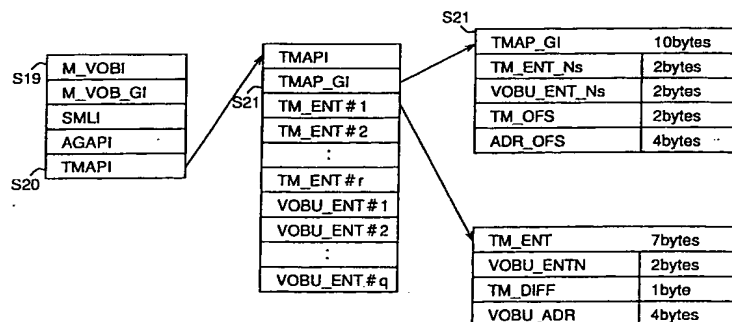 S19
M_VOBI
M_VOB_GI
SMLI
AGAPI
S20
TMAPI
TMAPI
S21
TMAP_GI
TM_ENT#1
TM_ENT#2
:
TM_ENT#r
VOBU_ENT#1
VOBU_ENT#2
:
VOBU_ENT#q
S21
TMAP_GI 10bytes
TM_ENT_Ns 2bytes
VOBU_ENT_Ns 2bytes
TM_OFS 2bytes
ADR_OFS 4bytes
TM_ENT 7bytes
VOBU_ENTN 2bytes
TM_DIFF 1byte
VOBU_ADR 4bytes